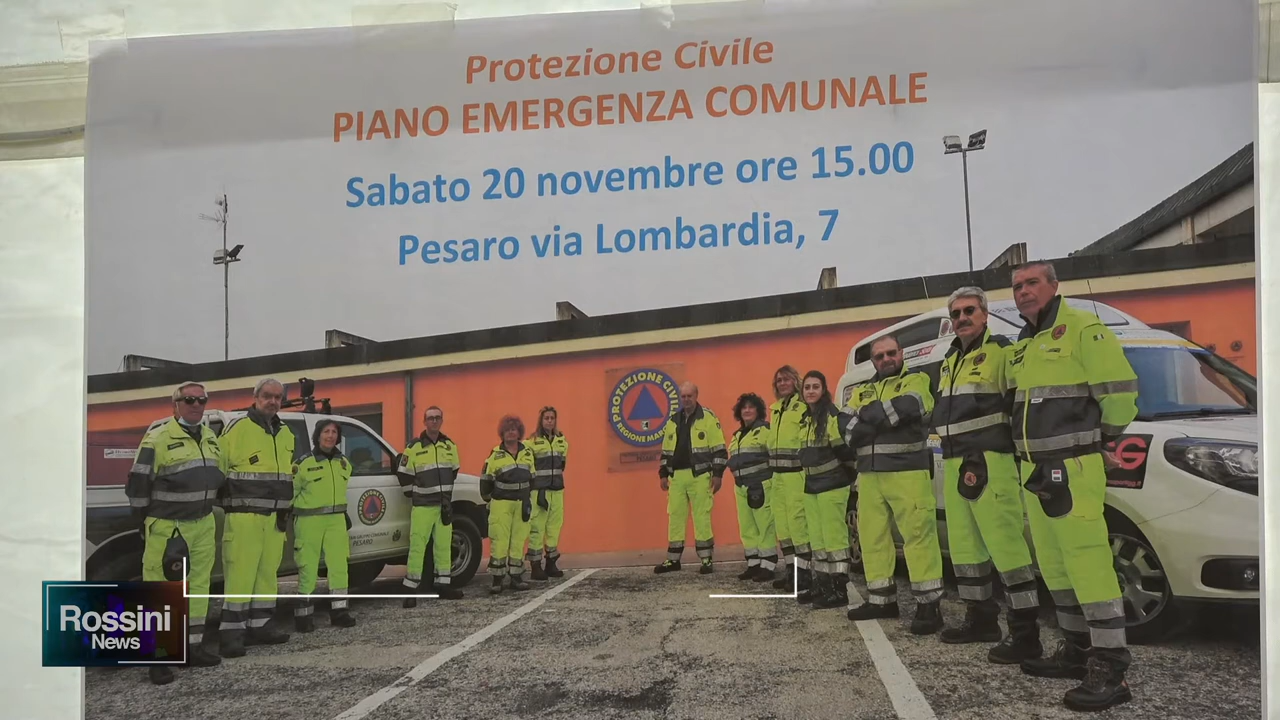 Protezione Civile
PIANO EMERGENZA COMUNALE
Sabato 20 novembre ore 15.00
Pesaro via Lombardia, 7
PROTEZIONE CIVILE
REGIONE MARCHE
PESARO
Rossini
News